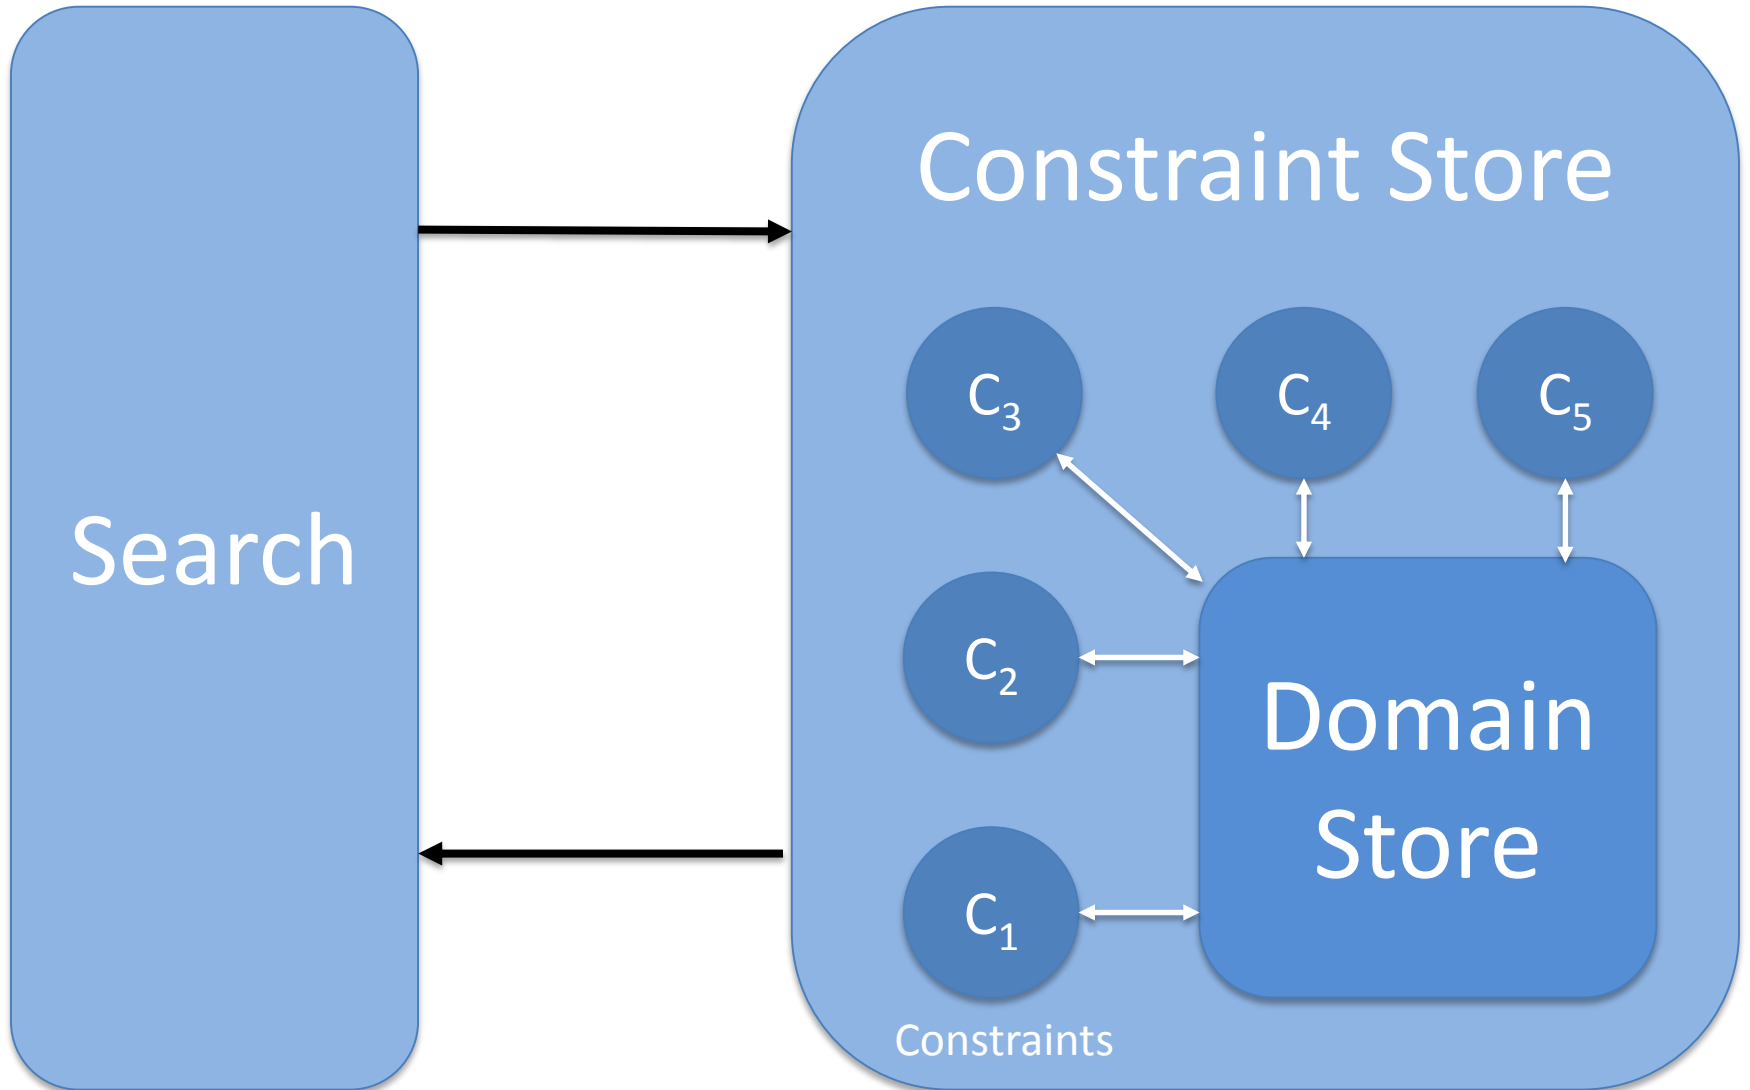 Search
Constraint Store
C₃
C₄
C₅
C₂
Domain
Store
C₁
Constraints